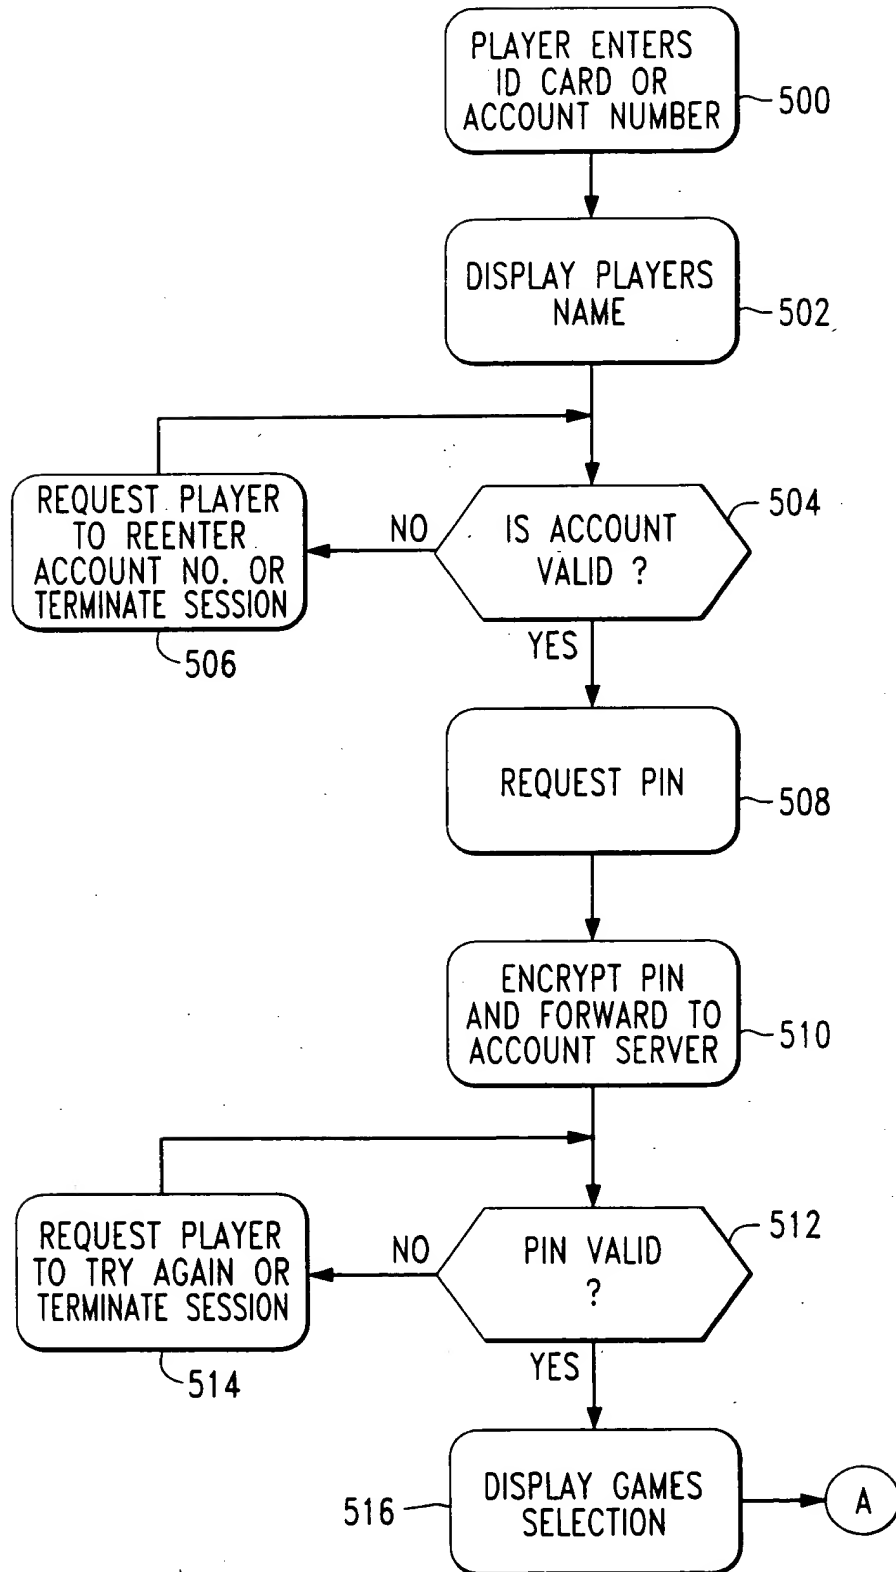 PLAYER ENTERS
ID CARD OR
ACCOUNT NUMBER
500
DISPLAY PLAYERS
NAME
502
REQUEST PLAYER
TO REENTER
ACCOUNT NO. OR
TERMINATE SESSION
506
NO
IS ACCOUNT
VALID ?
504
YES
REQUEST PIN
508
ENCRYPT PIN
AND FORWARD TO
ACCOUNT SERVER
510
REQUEST PLAYER
TO TRY AGAIN OR
TERMINATE SESSION
514
NO
PIN VALID
?
512
YES
516
DISPLAY GAMES
SELECTION
A